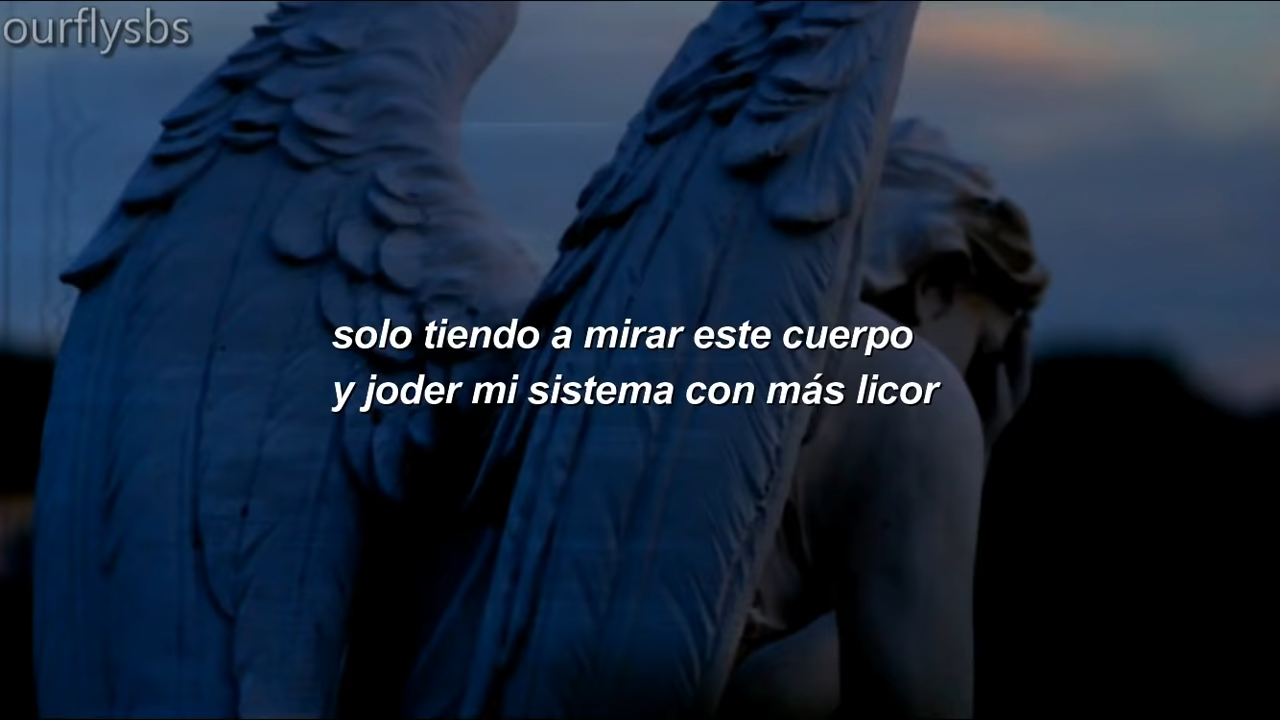 ourflysbs
solo tiendo a mirar este cuerpo
y joder mi sistema con más licor